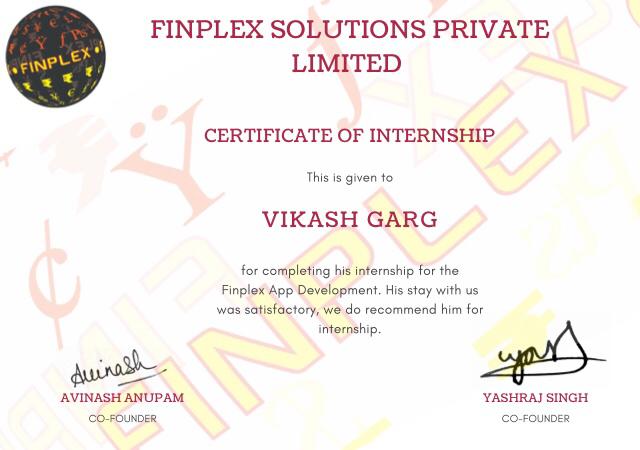 FINPLEX SOLUTIONS PRIVATE
LIMITED
FINPLEX
CERTIFICATE OF INTERNSHIP
This is given to
VIKASH GARG
for completing his internship for the
Finplex App Development. His stay with us
was satisfactory, we do recommend him for
internship.
Avinash
AVINASH ANUPAM
CO-FOUNDER
YASHRAJ SINGH
CO-FOUNDER
FINPLEX